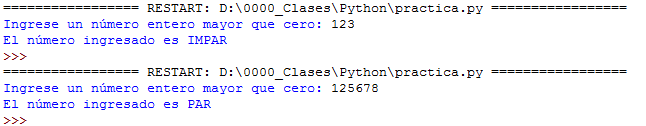 ================= RESTART: D:\0000_Clases\Python\practica.py =================
Ingrese un número entero mayor que cero: 123
El número ingresado es IMPAR
>>>
================= RESTART: D:\0000_Clases\Python\practica.py =================
Ingrese un número entero mayor que cero: 125678
El número ingresado es PAR
>>>